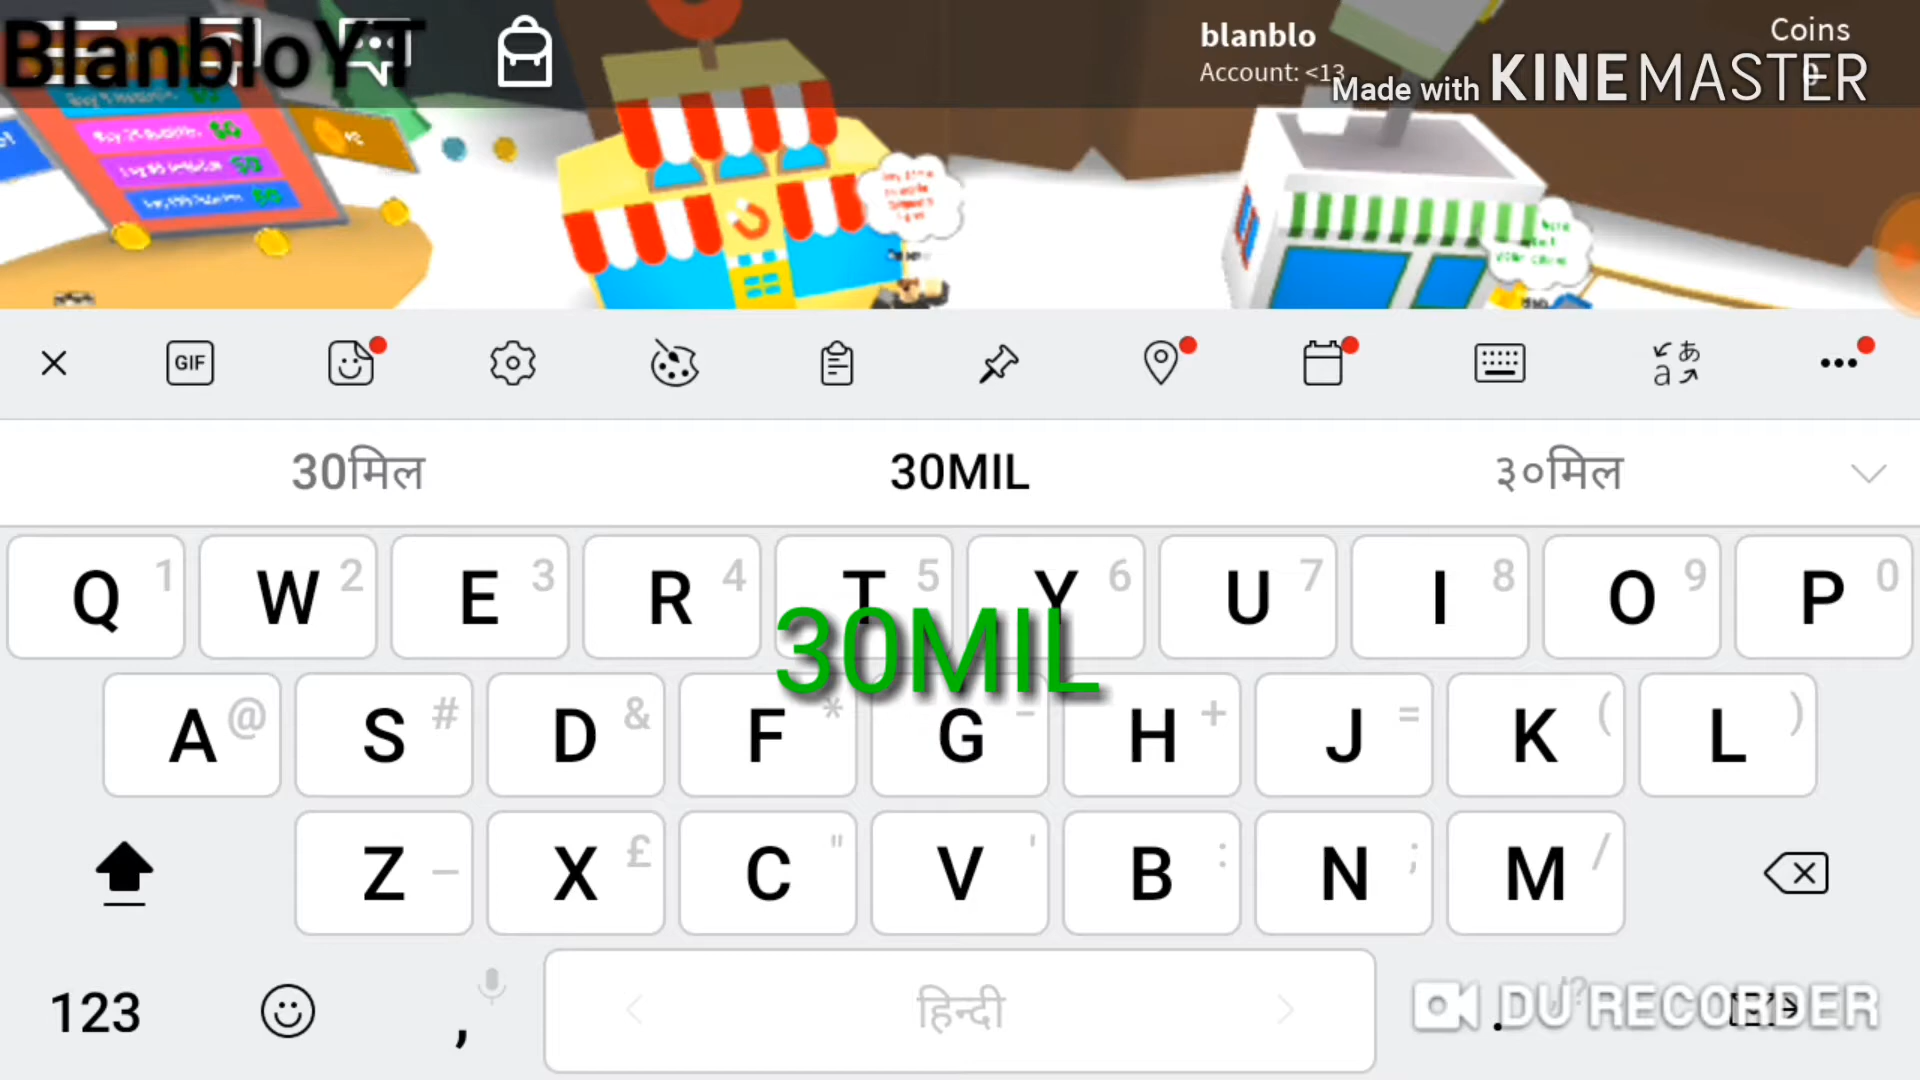 BlanbloYT
blanblo
Account: <13
Coins
Made with KINEMASTER
GIF
30मिल
30MIL
३०मिल
Q 1 W 2 E 3 R 4 T 5 Y 6 U 7 I 8 O 9 P 0
30MIL
A @ S # D & F * G - H + J = K ( L )
Z _ X £ C " V ' B : N ; M /
123
,
हिन्दी
.
DU RECORDER